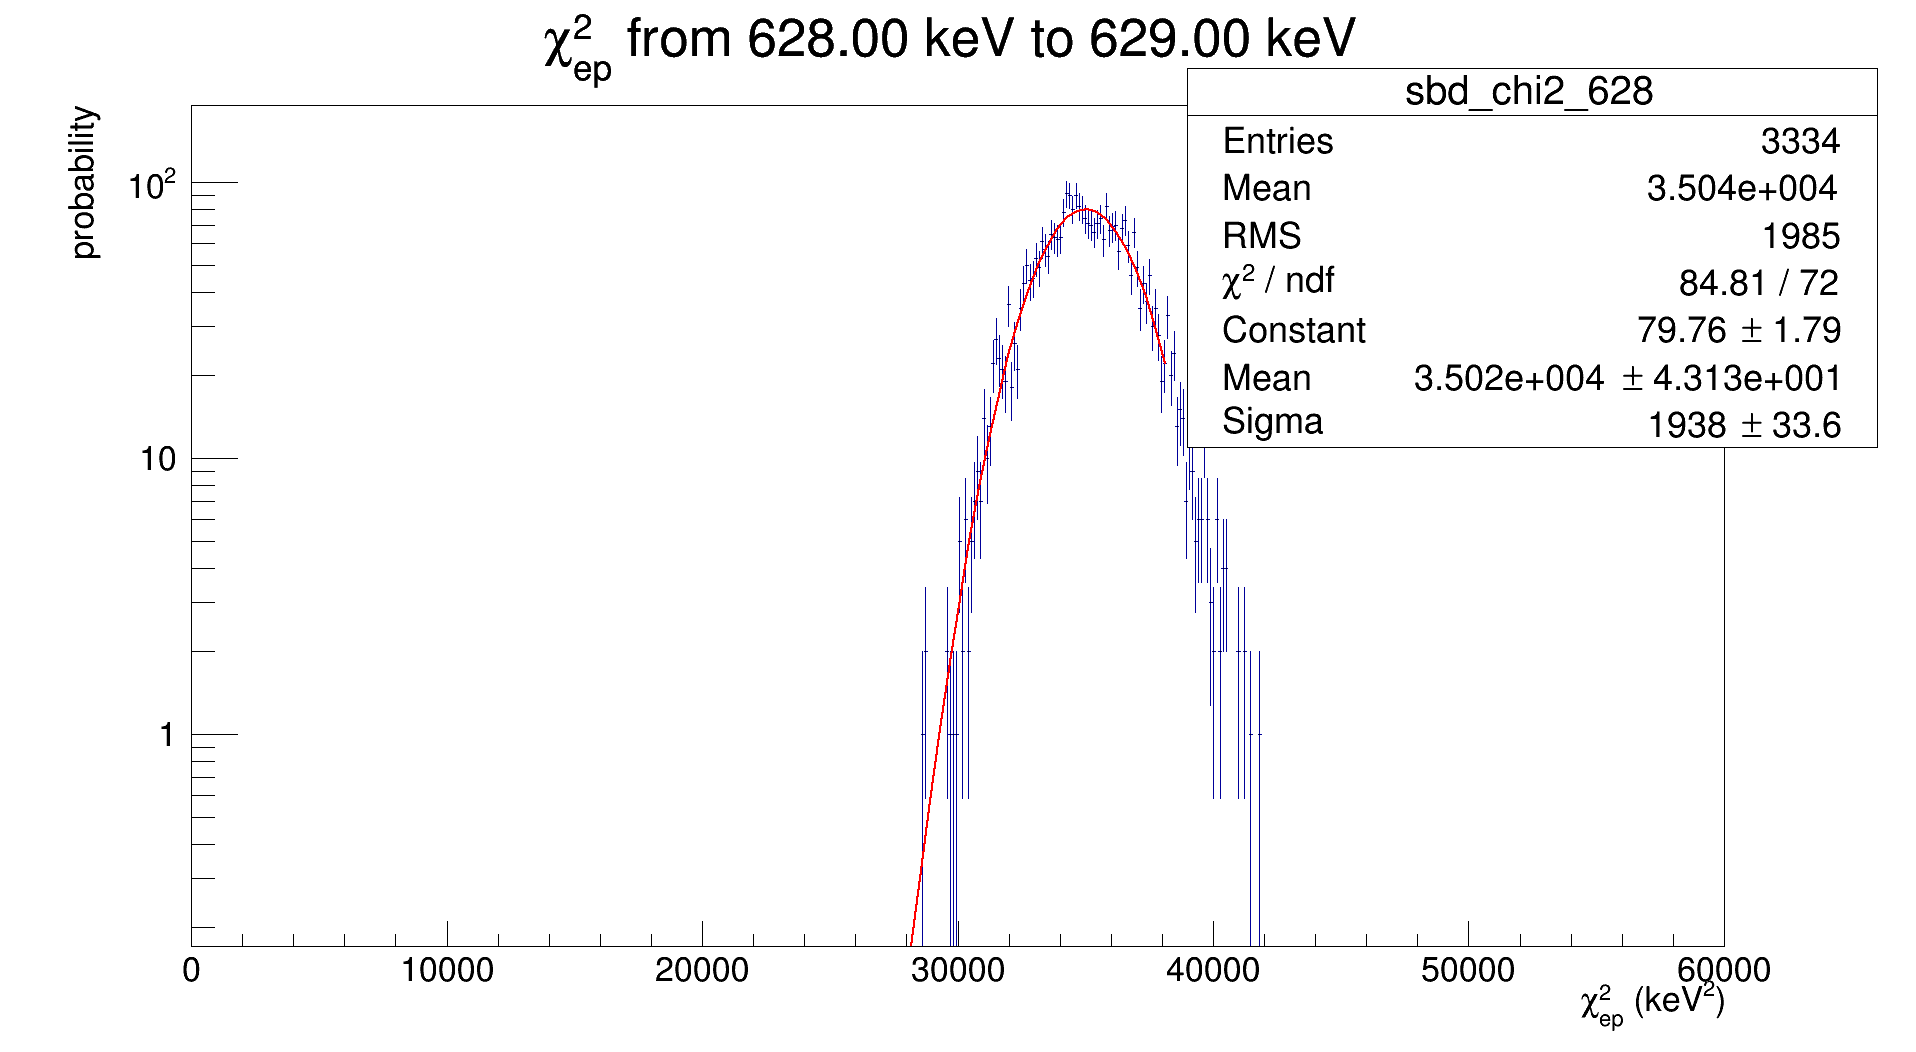 χ²ep from 628.00 keV to 629.00 keV
probability
sbd_chi2_628
Entries 3334
Mean 3.504e+004
RMS 1985
χ² / ndf 84.81 / 72
Constant 79.76 ± 1.79
Mean 3.502e+004 ± 4.313e+001
Sigma 1938 ± 33.6
10²
10
1
0 10000 20000 30000 40000 50000 60000
χ²ep (keV²)